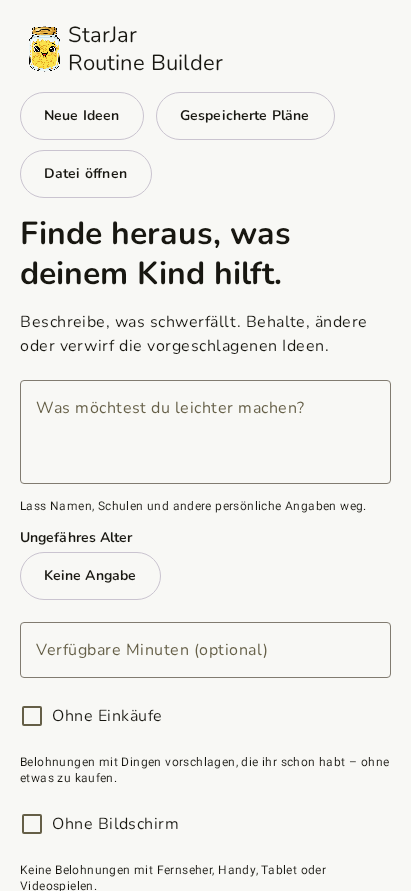 StarJar
Routine Builder
Neue Ideen
Gespeicherte Pläne
Datei öffnen
Finde heraus, was
deinem Kind hilft.
Beschreibe, was schwerfällt. Behalte, ändere
oder verwirf die vorgeschlagenen Ideen.
Was möchtest du leichter machen?
Lass Namen, Schulen und andere persönliche Angaben weg.
Ungefähres Alter
Keine Angabe
Verfügbare Minuten (optional)
Ohne Einkäufe
Belohnungen mit Dingen vorschlagen, die ihr schon habt – ohne
etwas zu kaufen.
Ohne Bildschirm
Keine Belohnungen mit Fernseher, Handy, Tablet oder
Videospielen.